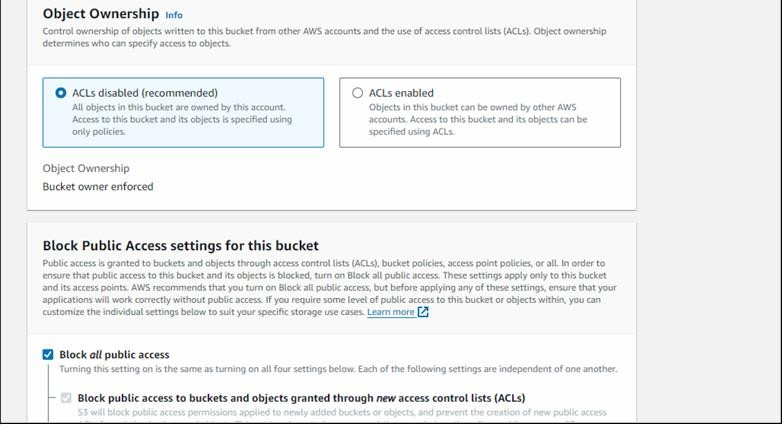 Object Ownership Info
Control ownership of objects written to this bucket from other AWS accounts and the use of access control lists (ACLs). Object ownership
determines who can specify access to objects.
ACLs disabled (recommended)
All objects in this bucket are owned by this account.
Access to this bucket and its objects is specified using
only policies.
ACLs enabled
Objects in this bucket can be owned by other AWS
accounts. Access to this bucket and its objects can be
specified using ACLs.
Object Ownership
Bucket owner enforced
Block Public Access settings for this bucket
Public access is granted to buckets and objects through access control lists (ACLs), bucket policies, access point policies, or all. In order to
ensure that public access to this bucket and its objects is blocked, turn on Block all public access. These settings apply only to this bucket
and its access points. AWS recommends that you turn on Block all public access, but before applying any of these settings, ensure that your
applications will work correctly without public access. If you require some level of public access to this bucket or objects within, you can
customize the individual settings below to suit your specific storage use cases. Learn more
Block all public access
Turning this setting on is the same as turning on all four settings below. Each of the following settings are independent of one another.
Block public access to buckets and objects granted through new access control lists (ACLs)
S3 will block public access permissions applied to newly added buckets or objects, and prevent the creation of new public access